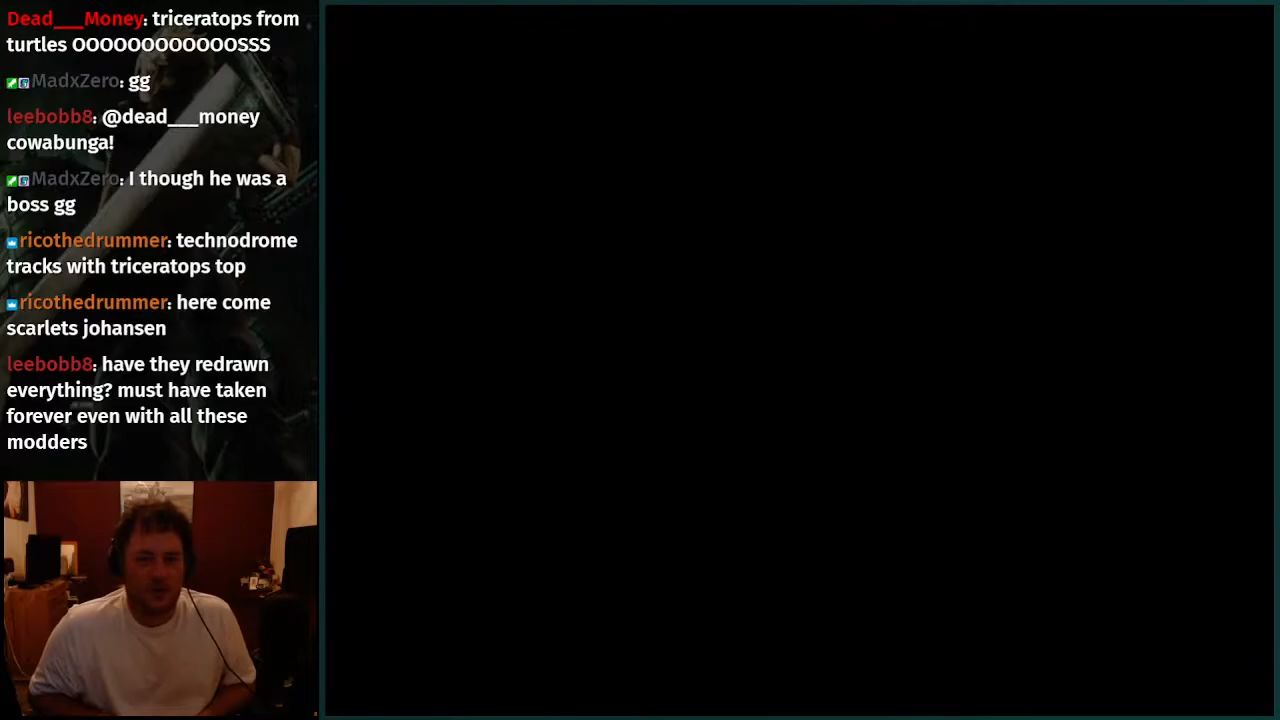 Dead___Money: triceratops from
turtles OOOOOOOOOOOOOSSS
MadxZero: gg
leebobb8: @dead___money
cowabunga!
MadxZero: I though he was a
boss gg
ricothedrummer: technodrome
tracks with triceratops top
ricothedrummer: here come
scarlets johansen
leebobb8: have they redrawn
everything? must have taken
forever even with all these
modders